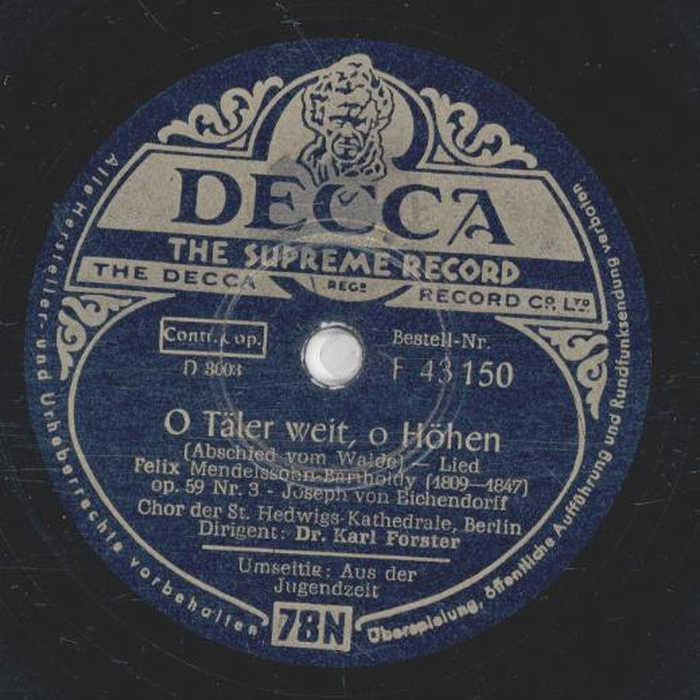 DECCA
THE SUPREME RECORD
THE DECCA REGD RECORD CO. LTD
Contr. Cop. Bestell-Nr.
D 8003 F 43 150
O Täler weit, o Höhen
(Abschied vom Walde) — Lied
Felix Mendelssohn-Bartholdy (1809—1847)
op. 59 Nr. 3 - Joseph von Eichendorff
Chor der St. Hedwigs-Kathedrale, Berlin
Dirigent: Dr. Karl Forster
Umseitig: Aus der
Jugendzeit
78N
Alle Hersteller- und Urheberrechte vorbehalten
Überspielung, öffentliche Aufführung und Rundfunksendung verboten